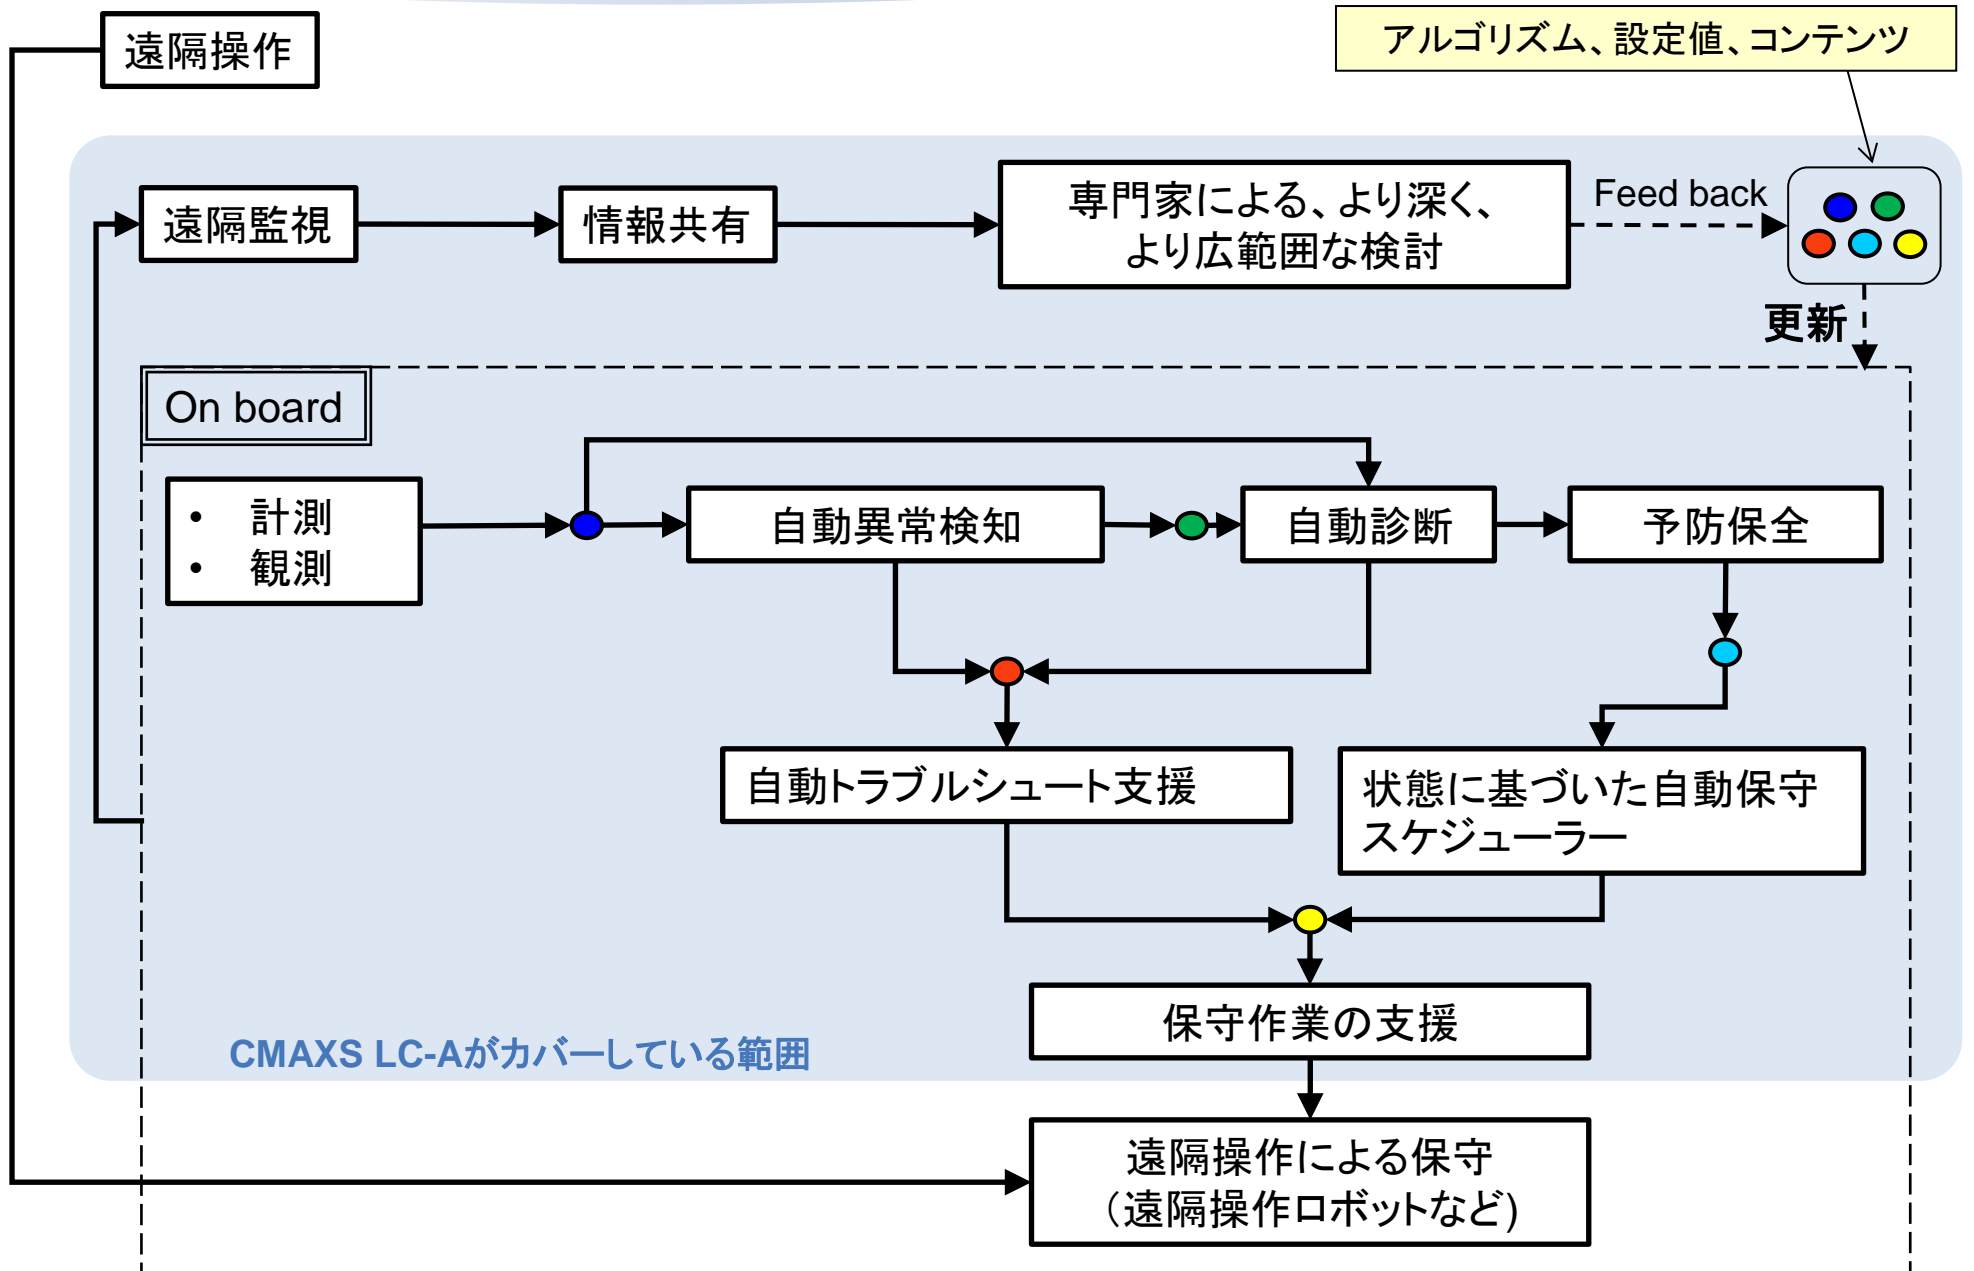 遠隔操作
アルゴリズム、設定値、コンテンツ
遠隔監視
情報共有
専門家による、より深く、
より広範囲な検討
Feed back
更新
On board
• 計測
• 観測
自動異常検知
自動診断
予防保全
自動トラブルシュート支援
状態に基づいた自動保守
スケジューラー
保守作業の支援
CMAXS LC-Aがカバーしている範囲
遠隔操作による保守
（遠隔操作ロボットなど)